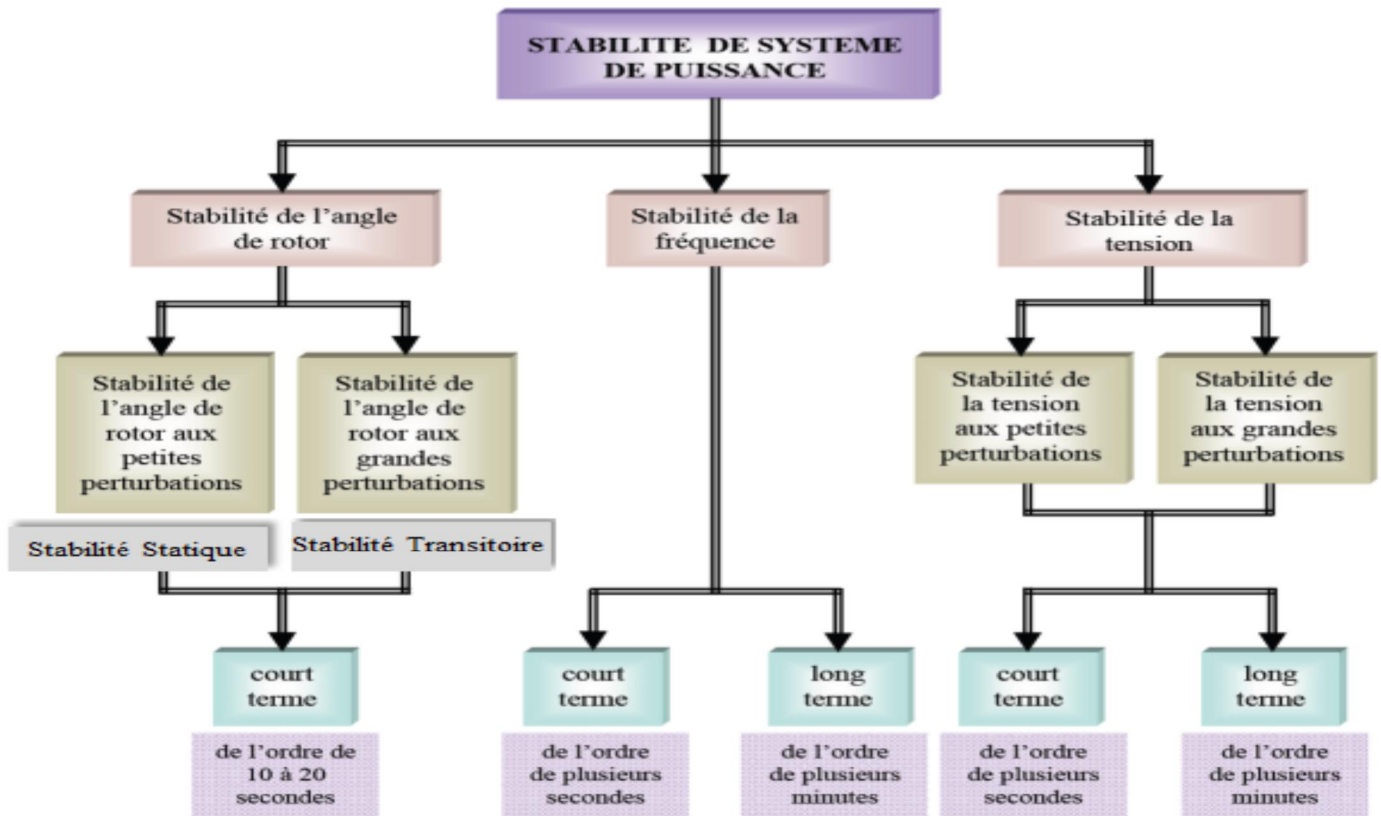 STABILITE DE SYSTEME
DE PUISSANCE
Stabilité de l’angle
de rotor
Stabilité de la
fréquence
Stabilité de la
tension
Stabilité de
l’angle de
rotor aux
petites
perturbations
Stabilité de
l’angle de
rotor aux
grandes
perturbations
Stabilité de
la tension
aux petites
perturbations
Stabilité de
la tension
aux grandes
perturbations
Stabilité Statique
Stabilité Transitoire
court
terme
court
terme
long
terme
court
terme
long
terme
de l’ordre de
10 à 20
secondes
de l’ordre
de plusieurs
secondes
de l’ordre
de plusieurs
minutes
de l’ordre
de plusieurs
secondes
de l’ordre
de plusieurs
minutes